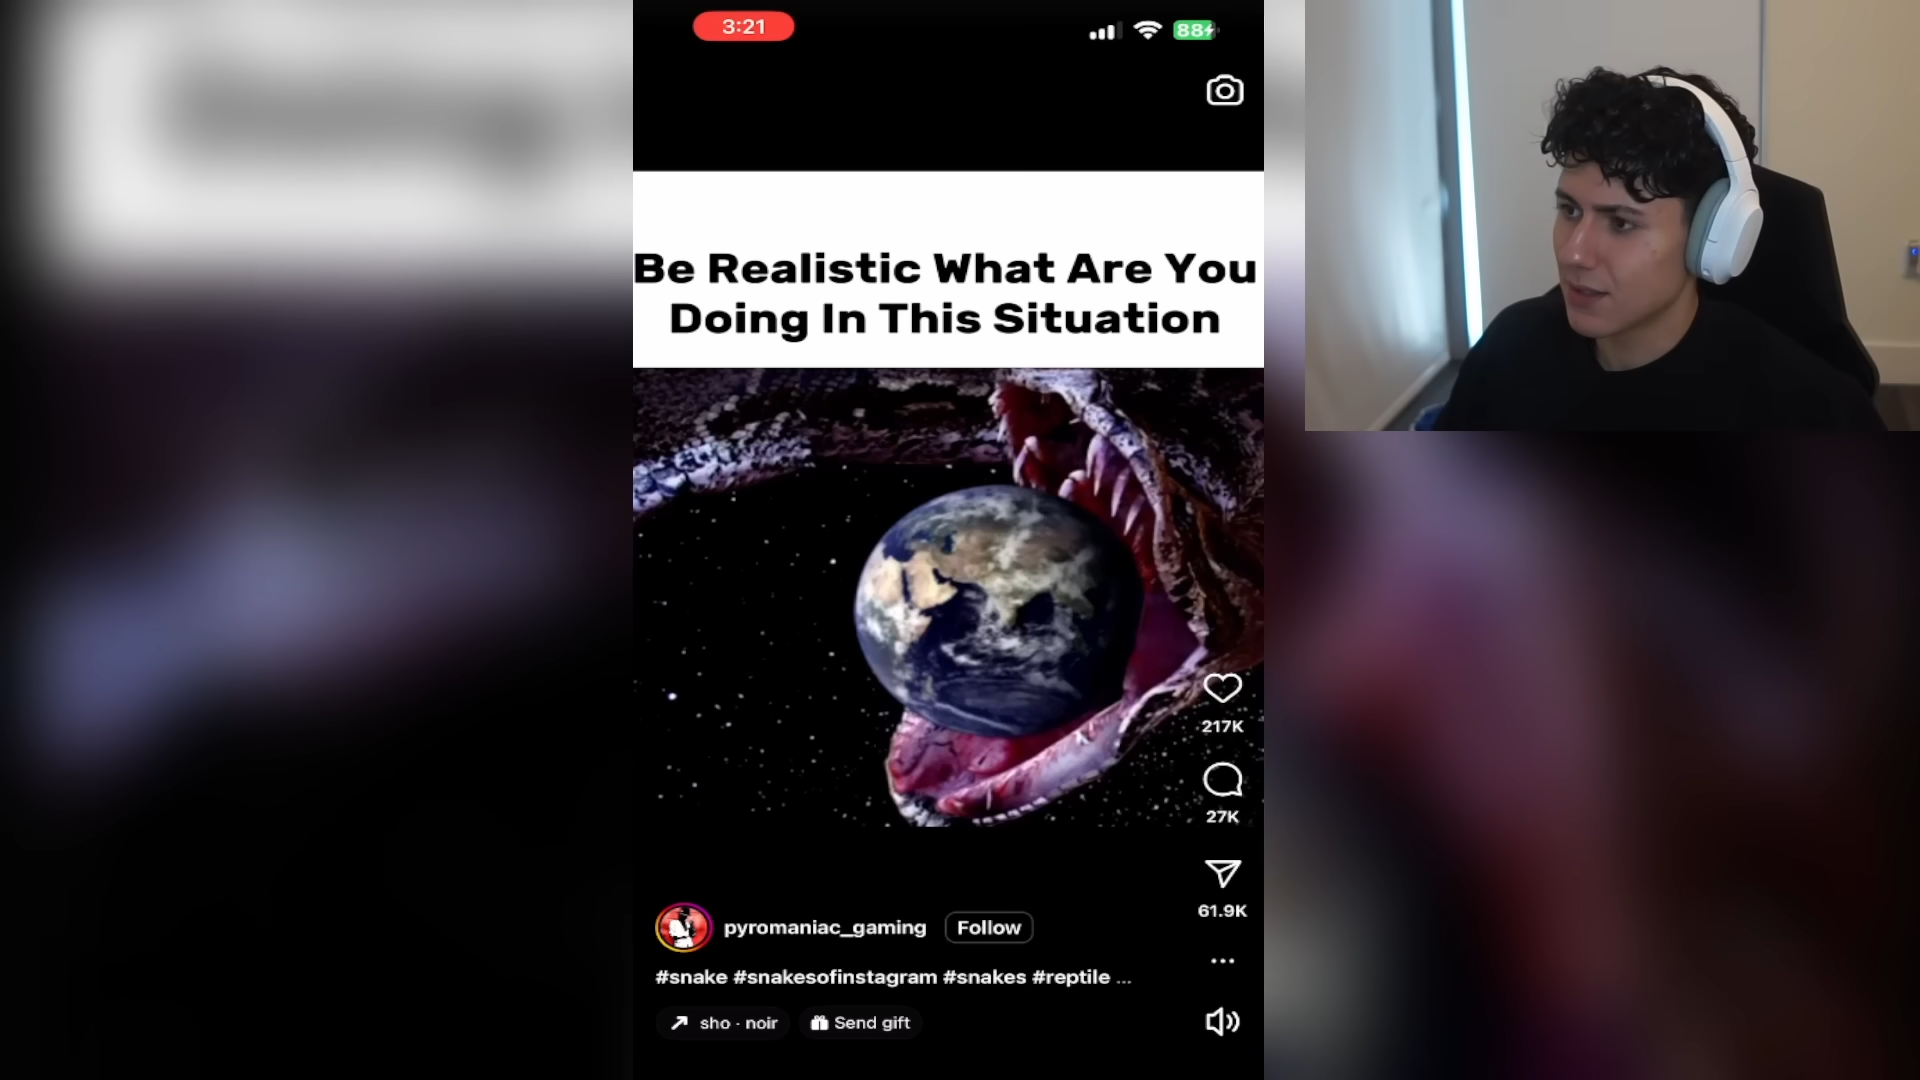 3:21
88
Be Realistic What Are You
Doing In This Situation
217K
27K
61.9K
pyromaniac_gaming
Follow
#snake #snakesofinstagram #snakes #reptile ...
sho · noir
Send gift